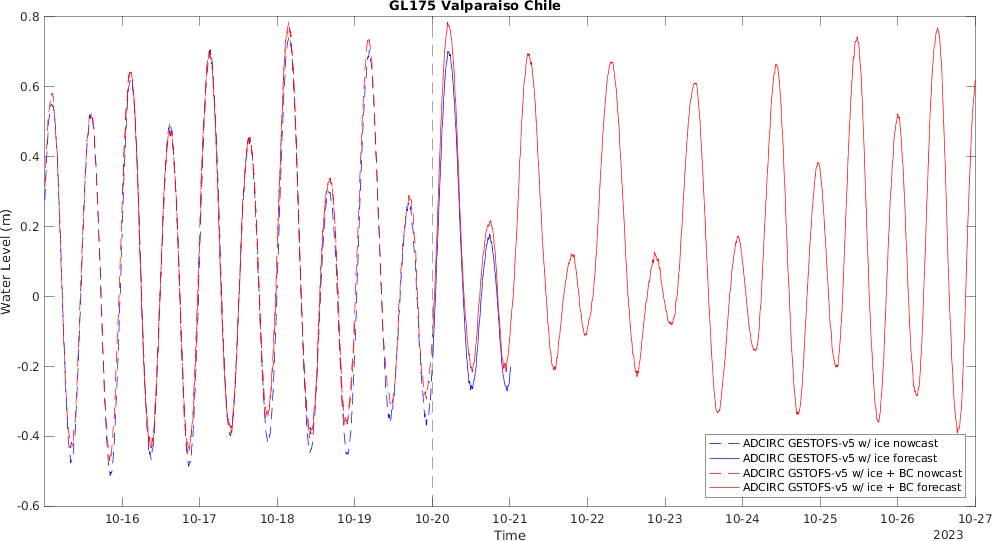 GL175 Valparaiso Chile
0.8
0.6
0.4
0.2
0
-0.2
-0.4
-0.6
Water Level (m)
ADCIRC GESTOFS-v5 w/ ice nowcast
ADCIRC GESTOFS-v5 w/ ice forecast
ADCIRC GSTOFS-v5 w/ ice + BC nowcast
ADCIRC GSTOFS-v5 w/ ice + BC forecast
10-16 10-17 10-18 10-19 10-20 10-21 10-22 10-23 10-24 10-25 10-26 10-27
Time
2023